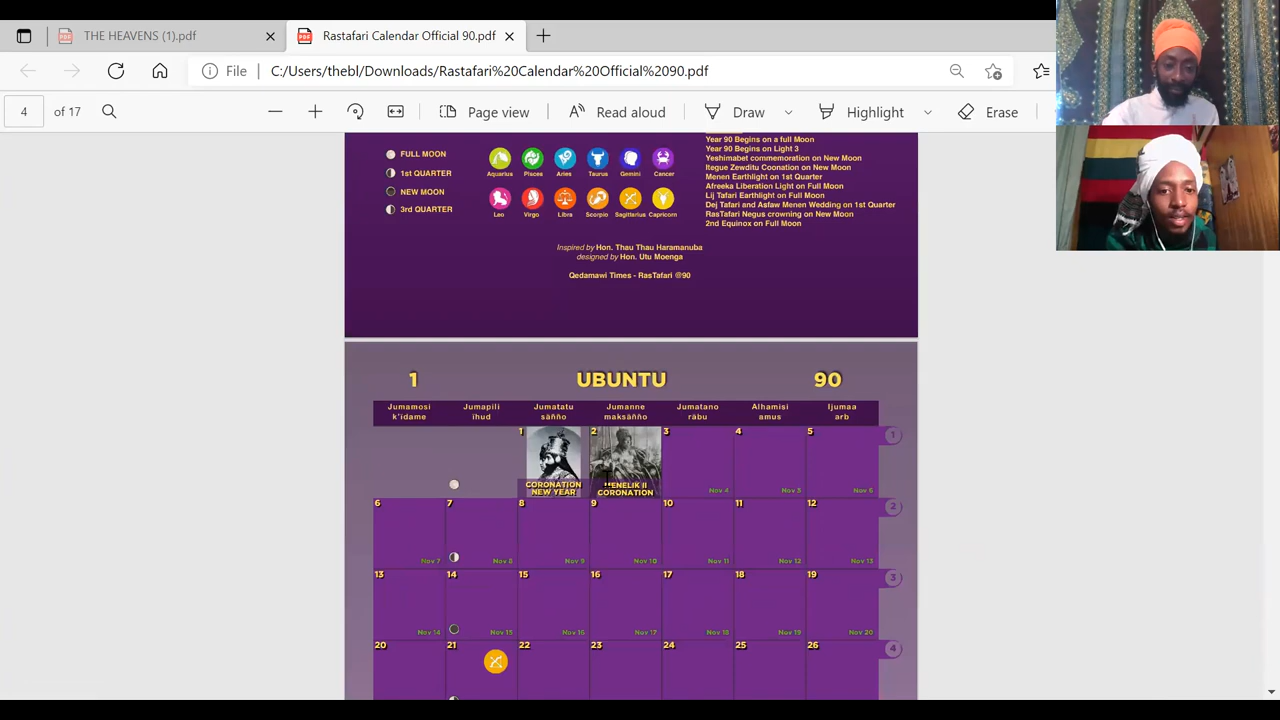 THE HEAVENS (1).pdf
Rastafari Calendar Official 90.pdf
File
C:/Users/thebl/Downloads/Rastafari%20Calendar%20Official%2090.pdf
4
of 17
Page view
Read aloud
Draw
Highlight
Erase
FULL MOON
1st QUARTER
NEW MOON
3rd QUARTER
Aquarius Pisces Aries Taurus Gemini Cancer
Leo Virgo Libra Scorpio Sagittarius Capricorn
Year 90 Begins on a full Moon
Year 90 Begins on Light 3
Yeshimabet commemoration on New Moon
Itegue Zewditu Coonation on New Moon
Menen Earthlight on 1st Quarter
Afreeka Liberation Light on Full Moon
Lij Tafari Earthlight on Full Moon
Dej Tafari and Asfaw Menen Wedding on 1st Quarter
RasTafari Negus crowning on New Moon
2nd Equinox on Full Moon
Inspired by Hon. Thau Thau Haramanuba
designed by Hon. Utu Moenga
Qedamawi Times - RasTafari @90
1 UBUNTU 90
Jumamosi Jumapili Jumatatu Jumanne Jumatano Alhamisi Ijumaa
k'idame ïhud säñño maksäñño räbu amus arb
1 2 3 4 5 1
CORONATION
NEW YEAR
MENELIK II
CORONATION
Nov 4 Nov 5 Nov 6
6 7 8 9 10 11 12 2
Nov 7 Nov 8 Nov 9 Nov 10 Nov 11 Nov 12 Nov 13
13 14 15 16 17 18 19 3
Nov 14 Nov 15 Nov 16 Nov 17 Nov 18 Nov 19 Nov 20
20 21 22 23 24 25 26 4